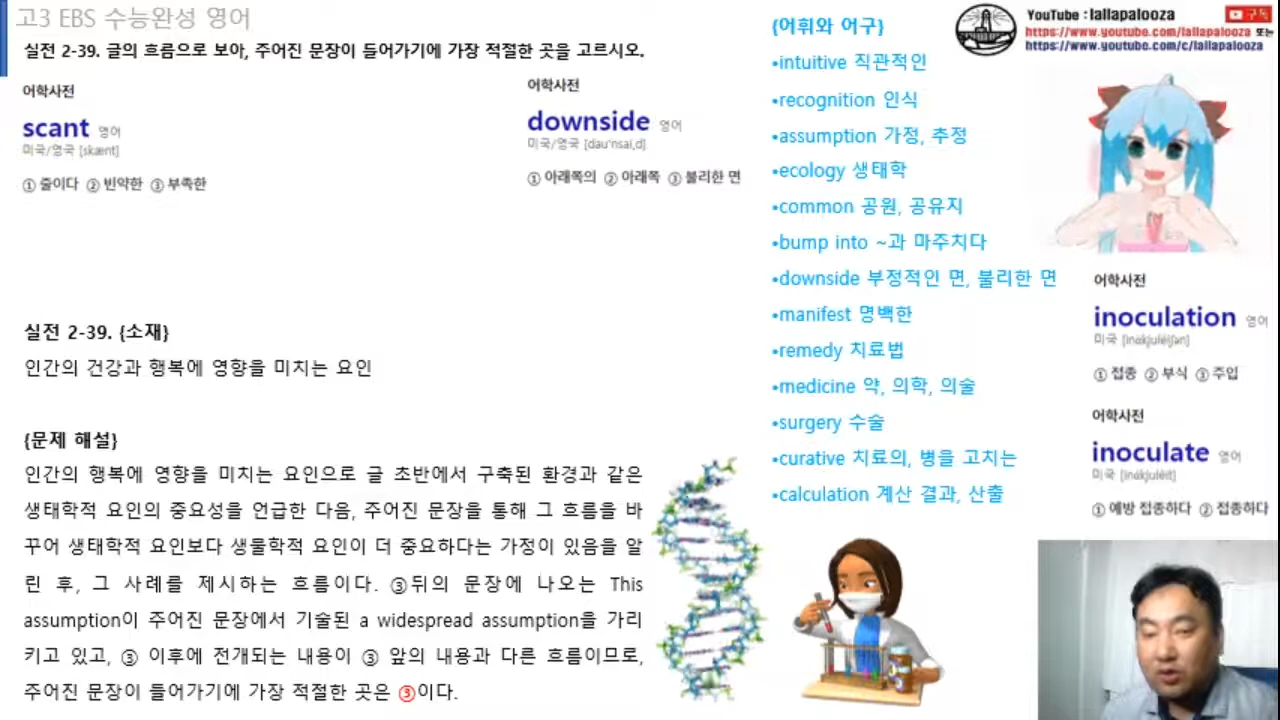 고3 EBS 수능완성 영어
실전 2-39. 글의 흐름으로 보아, 주어진 문장이 들어가기에 가장 적절한 곳을 고르시오.
어학사전
scant 영어
미국/영국 [skænt]
① 줄이다 ② 빈약한 ③ 부족한
어학사전
downside 영어
미국/영국 [dau'nsai,d]
① 아래쪽의 ② 아래쪽 ③ 불리한 면
실전 2-39. {소재}
인간의 건강과 행복에 영향을 미치는 요인
{문제 해설}
인간의 행복에 영향을 미치는 요인으로 글 초반에서 구축된 환경과 같은
생태학적 요인의 중요성을 언급한 다음, 주어진 문장을 통해 그 흐름을 바
꾸어 생태학적 요인보다 생물학적 요인이 더 중요하다는 가정이 있음을 알
린 후, 그 사례를 제시하는 흐름이다. ③뒤의 문장에 나오는 This
assumption이 주어진 문장에서 기술된 a widespread assumption을 가리
키고 있고, ③ 이후에 전개되는 내용이 ③ 앞의 내용과 다른 흐름이므로,
주어진 문장이 들어가기에 가장 적절한 곳은 ③이다.
{어휘와 어구}
•intuitive 직관적인
•recognition 인식
•assumption 가정, 추정
•ecology 생태학
•common 공원, 공유지
•bump into ~과 마주치다
•downside 부정적인 면, 불리한 면
•manifest 명백한
•remedy 치료법
•medicine 약, 의학, 의술
•surgery 수술
•curative 치료의, 병을 고치는
•calculation 계산 결과, 산출
YouTube : lallapalooza
구독
https://www.youtube.com/lallapalooza 또는
https://www.youtube.com/c/lallapalooza
어학사전
inoculation 영어
미국 [inɑ̀kjuléiʃən]
① 접종 ② 부식 ③ 주입
어학사전
inoculate 영어
미국 [inɑ́kjulèit]
① 예방 접종하다 ② 접종하다